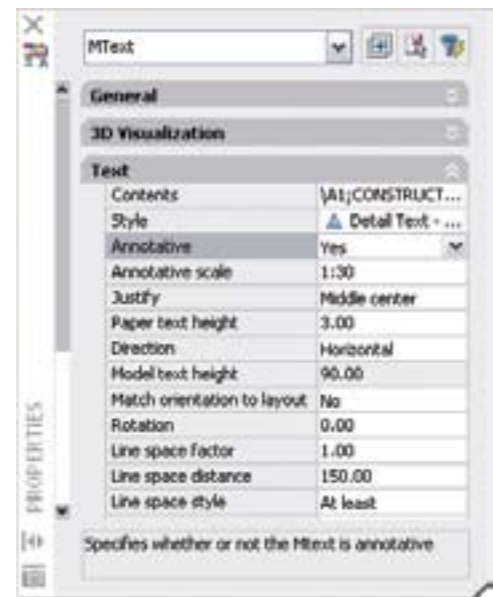 MText
General
3D Visualization
Text
Contents \A1;CONSTRUCT...
Style Detail Text - ...
Annotative Yes
Annotative scale 1:30
Justify Middle center
Paper text height 3.00
Direction Horizontal
Model text height 90.00
Match orientation to layout No
Rotation 0.00
Line space factor 1.00
Line space distance 150.00
Line space style At least
PROPERTIES
Specifies whether or not the Mtext is annotative